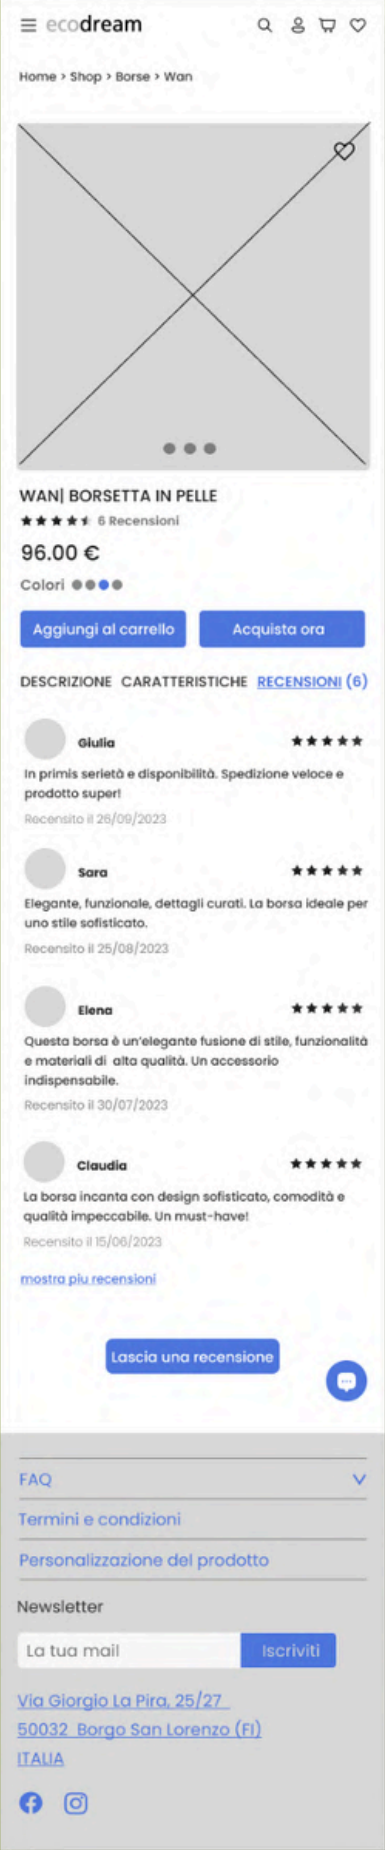 ecodream
Home > Shop > Borse > Wan
WAN| BORSETTA IN PELLE
6 Recensioni
96.00 €
Colori
Aggiungi al carrello Acquista ora
DESCRIZIONE CARATTERISTICHE RECENSIONI (6)
Giulia
In primis serietà e disponibilità. Spedizione veloce e
prodotto super!
Recensito il 26/09/2023
Sara
Elegante, funzionale, dettagli curati. La borsa ideale per
uno stile sofisticato.
Recensito il 25/08/2023
Elena
Questa borsa è un'elegante fusione di stile, funzionalità
e materiali di alta qualità. Un accessorio
indispensabile.
Recensito il 30/07/2023
Claudia
La borsa incanta con design sofisticato, comodità e
qualità impeccabile. Un must-have!
Recensito il 15/06/2023
mostra piu recensioni
Lascia una recensione
FAQ
Termini e condizioni
Personalizzazione del prodotto
Newsletter
La tua mail Iscriviti
Via Giorgio La Pira, 25/27
50032 Borgo San Lorenzo (FI)
ITALIA